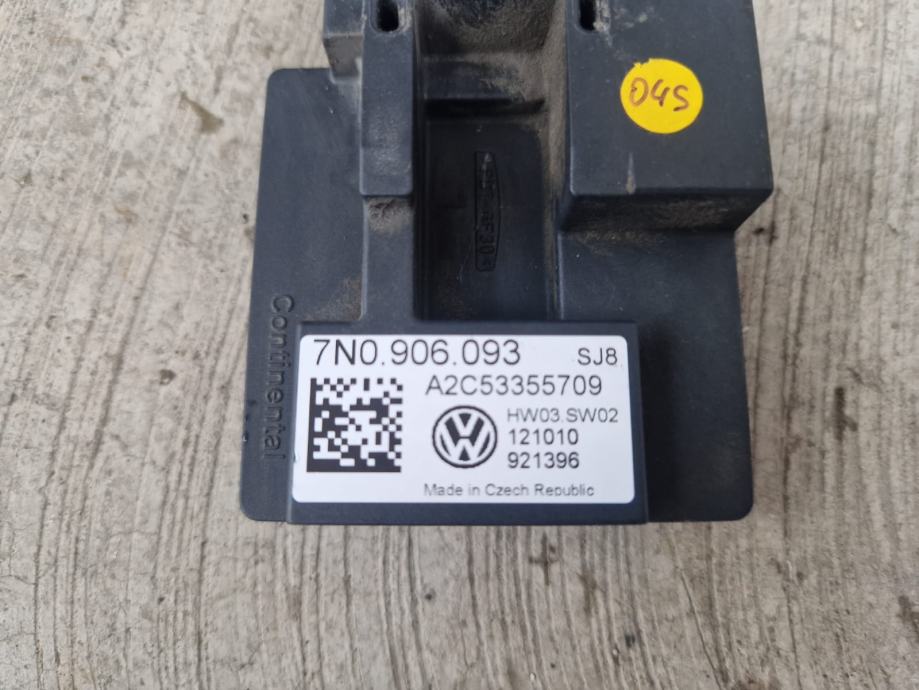 04S
Continental
7N0.906.093 SJ8
A2C53355709
HW03.SW02
121010
921396
Made in Czech Republic